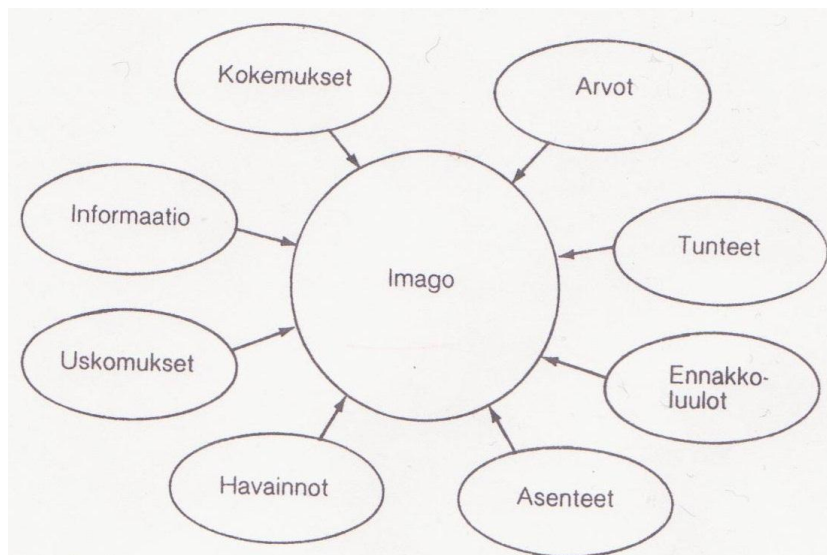 Kokemukset
Arvot
Informaatio
Tunteet
Imago
Uskomukset
Ennakko-
luulot
Havainnot
Asenteet